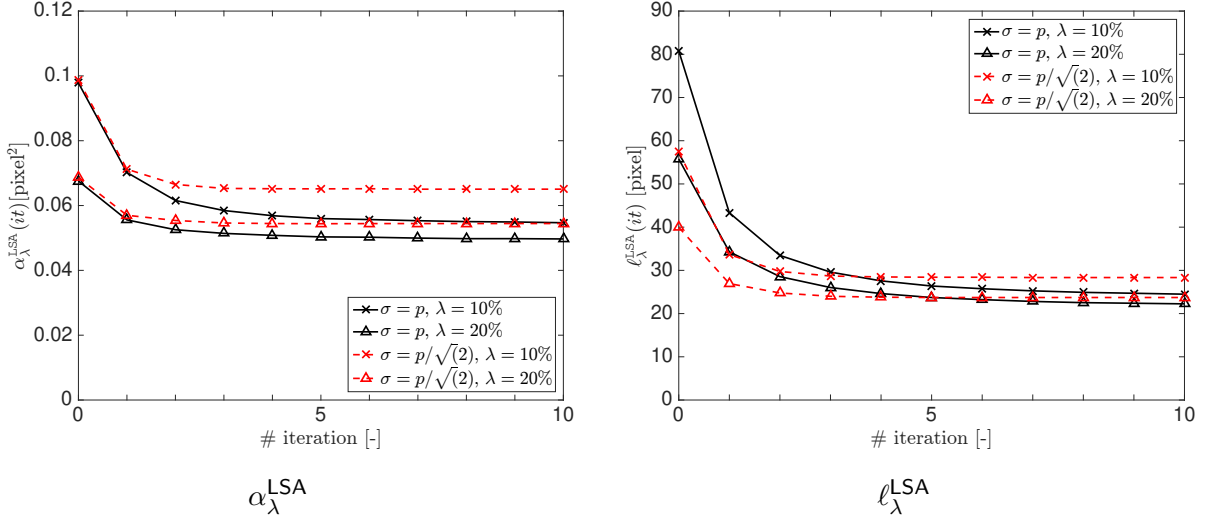 0.12
0.1
0.08
0.06
0.04
0.02
0
α_λ^LSA(it)[pixel²]
σ = p, λ = 10%
σ = p, λ = 20%
σ = p/√(2), λ = 10%
σ = p/√(2), λ = 20%
0 5 10
# iteration [-]
α_λ^LSA
90
80
70
60
50
40
30
20
10
0
ℓ_λ^LSA(it) [pixel]
σ = p, λ = 10%
σ = p, λ = 20%
σ = p/√(2), λ = 10%
σ = p/√(2), λ = 20%
0 5 10
# iteration [-]
ℓ_λ^LSA